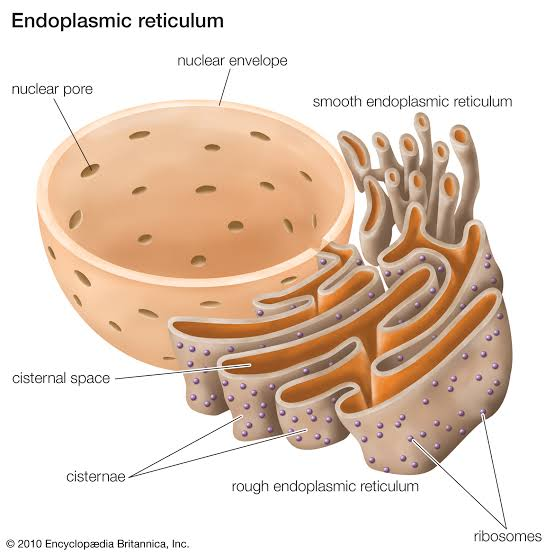 Endoplasmic reticulum
nuclear envelope
nuclear pore
smooth endoplasmic reticulum
cisternal space
cisternae
rough endoplasmic reticulum
ribosomes
© 2010 Encyclopædia Britannica, Inc.